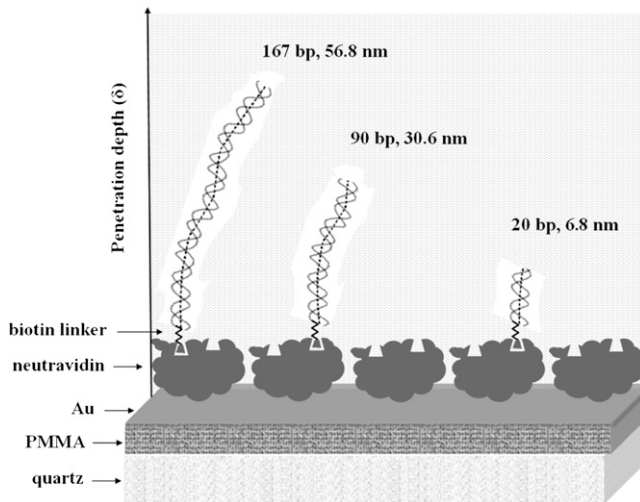 167 bp, 56.8 nm
90 bp, 30.6 nm
20 bp, 6.8 nm
Penetration depth (δ)
biotin linker
neutravidin
Au
PMMA
quartz